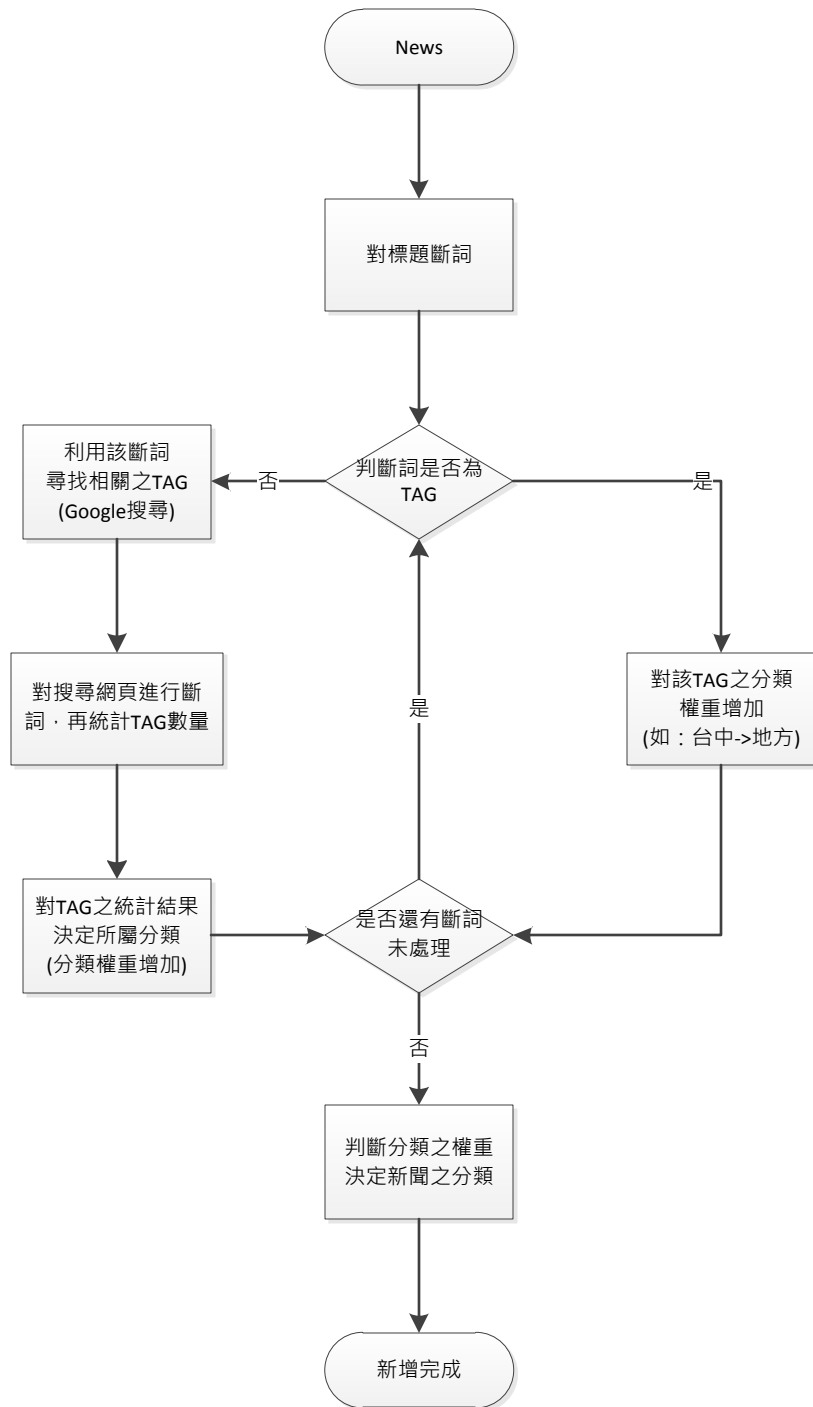 News
對標題斷詞
利用該斷詞
尋找相關之TAG
(Google搜尋)
否
判斷詞是否為
TAG
是
對搜尋網頁進行斷
詞，再統計TAG數量
是
對該TAG之分類
權重增加
(如：台中->地方)
對TAG之統計結果
決定所屬分類
(分類權重增加)
是否還有斷詞
未處理
否
判斷分類之權重
決定新聞之分類
新增完成